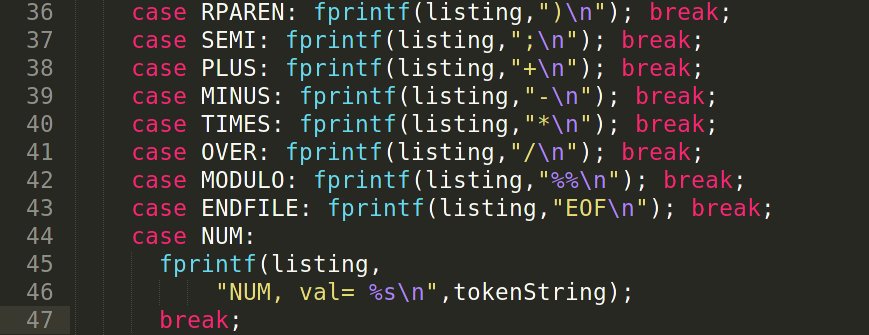 36 case RPAREN: fprintf(listing,")\n"); break;
37 case SEMI: fprintf(listing,";\n"); break;
38 case PLUS: fprintf(listing,"+\n"); break;
39 case MINUS: fprintf(listing,"-\n"); break;
40 case TIMES: fprintf(listing,"*\n"); break;
41 case OVER: fprintf(listing,"/\n"); break;
42 case MODULO: fprintf(listing,"%%\n"); break;
43 case ENDFILE: fprintf(listing,"EOF\n"); break;
44 case NUM:
45 fprintf(listing,
46 "NUM, val= %s\n",tokenString);
47 break;